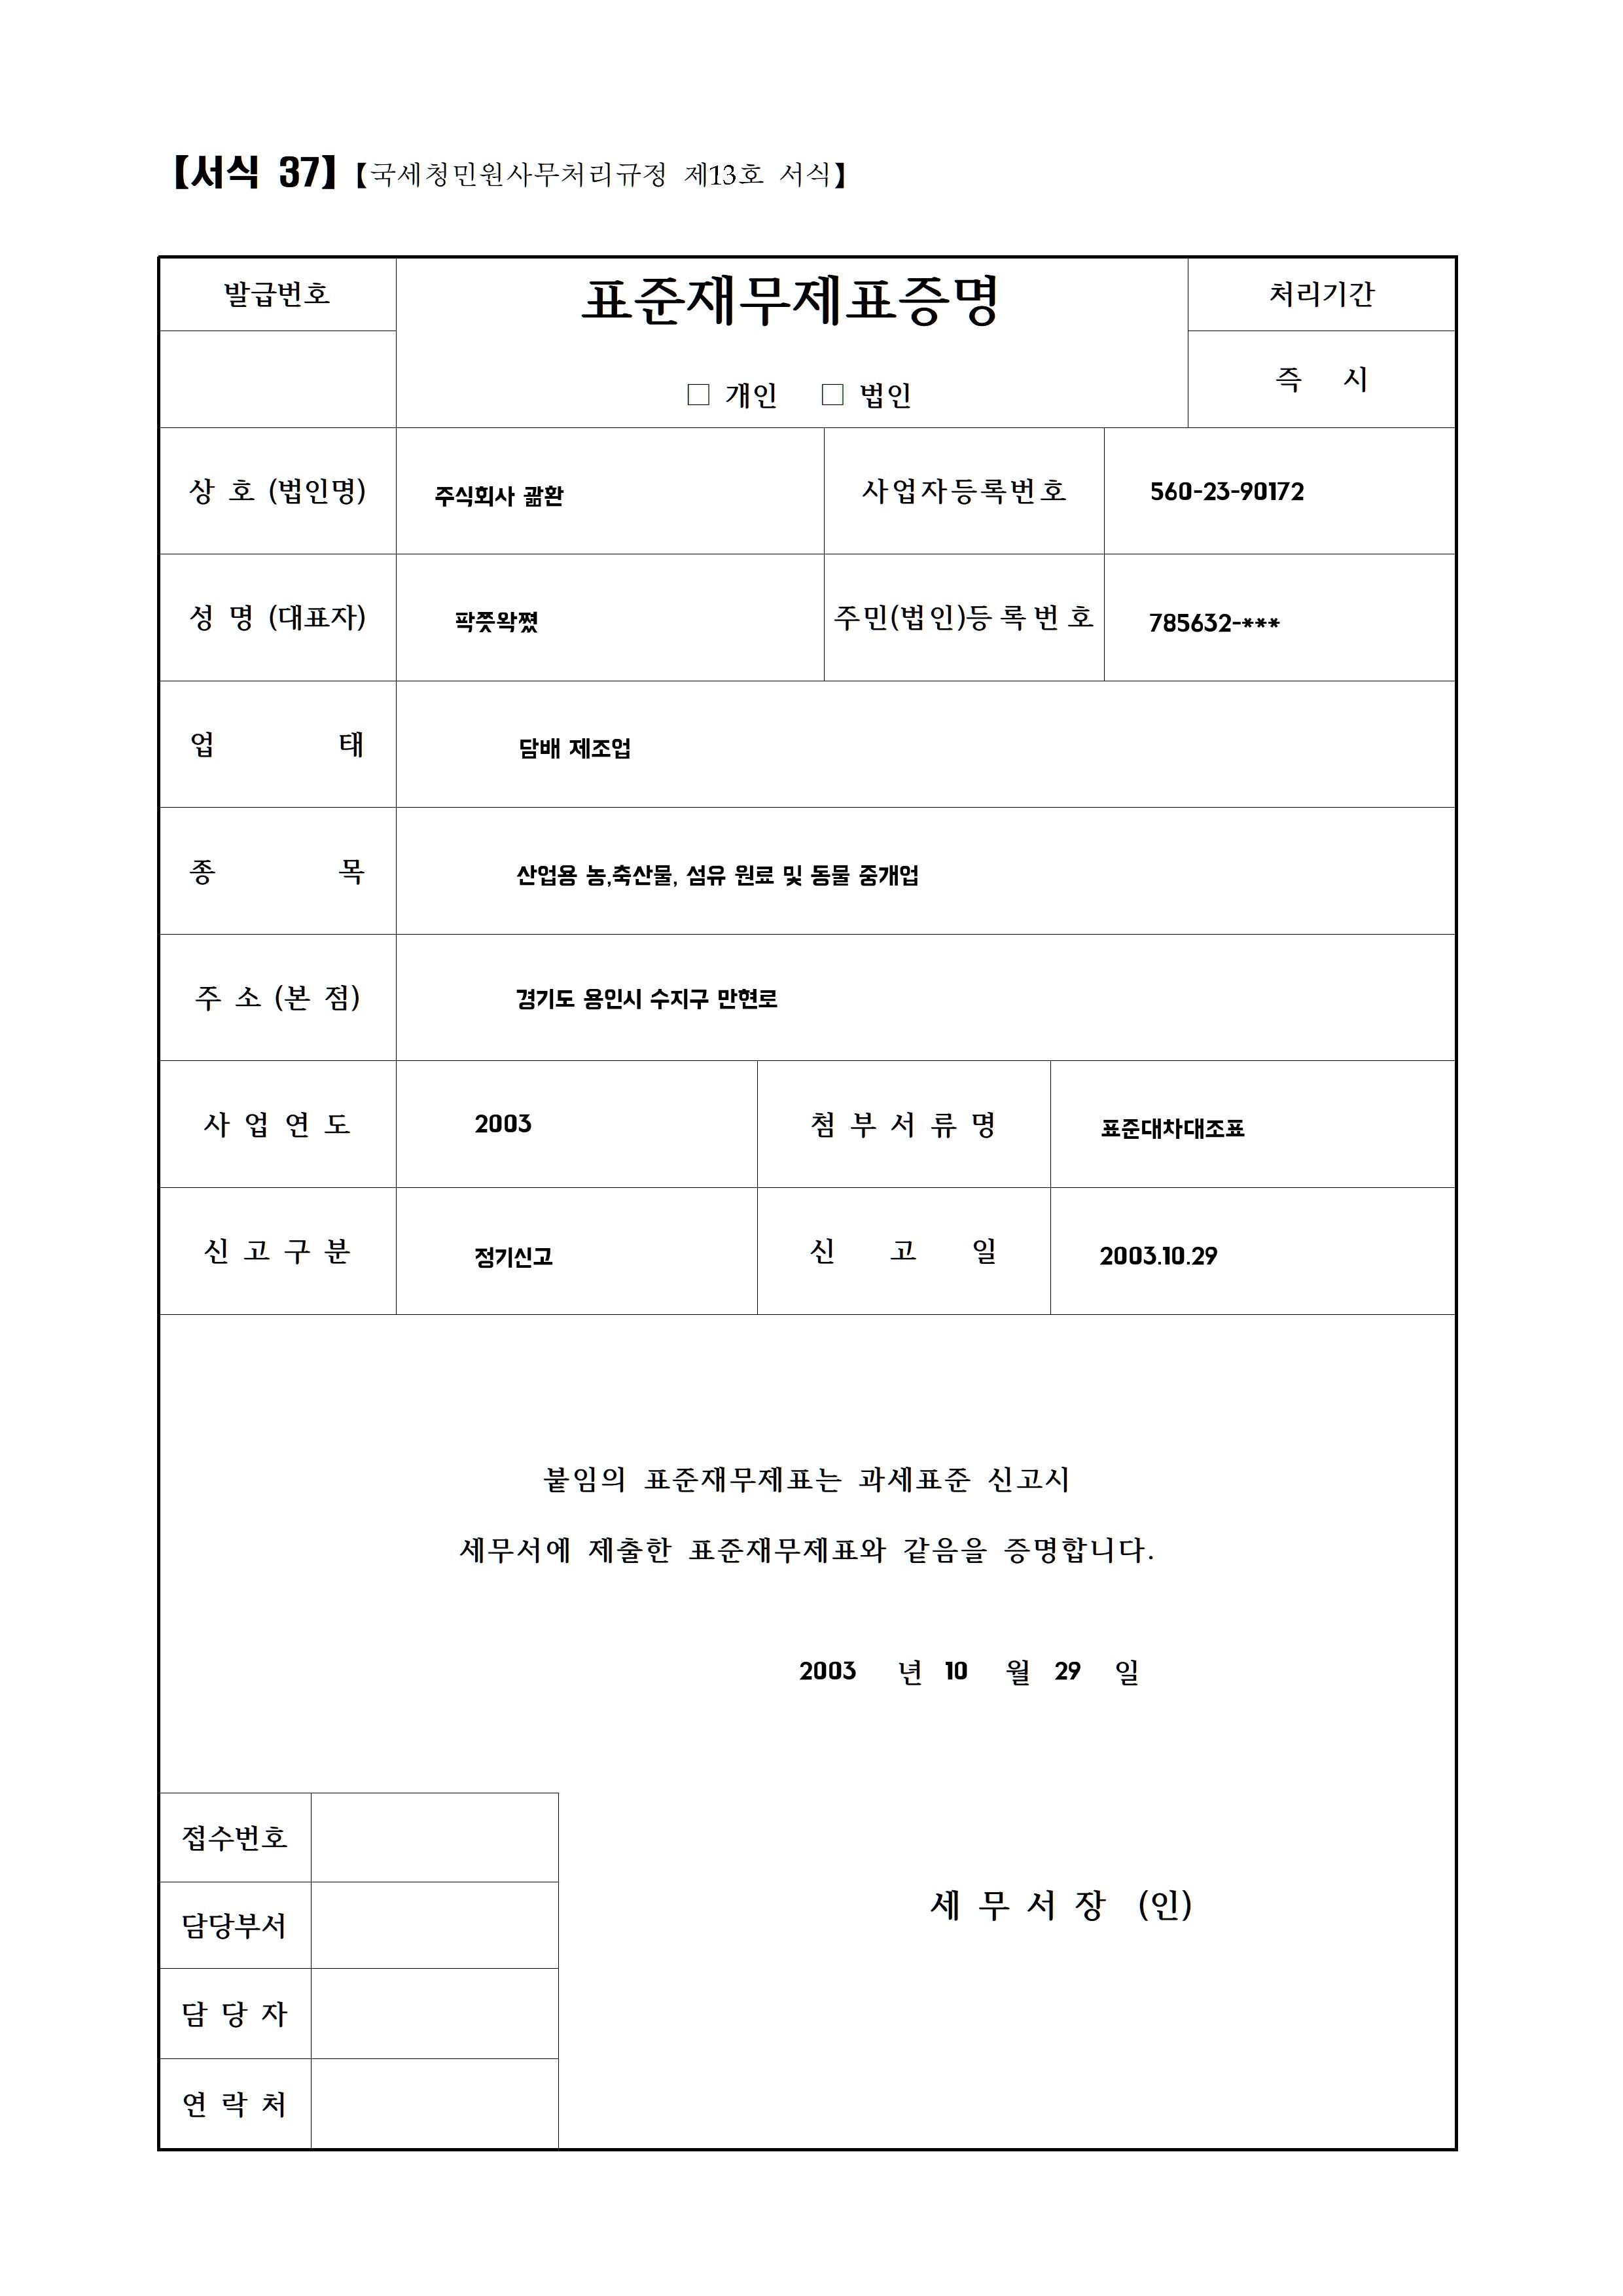 【서식 37】【국세청민원사무처리규정 제13호 서식】
발급번호
표준재무제표증명
처리기간
즉 시
□ 개인 □ 법인
상 호 (법인명) 주식회사 괆환 사업자등록번호 560-23-90172
성 명 (대표자) 주민(법인)등록번호 785632-***
업 태 담배 제조업
종 목 산업용 농,축산물, 섬유 원료 및 동물 중개업
주 소 (본 점) 경기도 용인시 수지구 만현로
사 업 연 도 2003 첨 부 서 류 명 표준대차대조표
신 고 구 분 정기신고 신 고 일 2003.10.29
붙임의 표준재무제표는 과세표준 신고시
세무서에 제출한 표준재무제표와 같음을 증명합니다.
2003 년 10 월 29 일
접수번호
담당부서
세 무 서 장 (인)
담 당 자
연 락 처